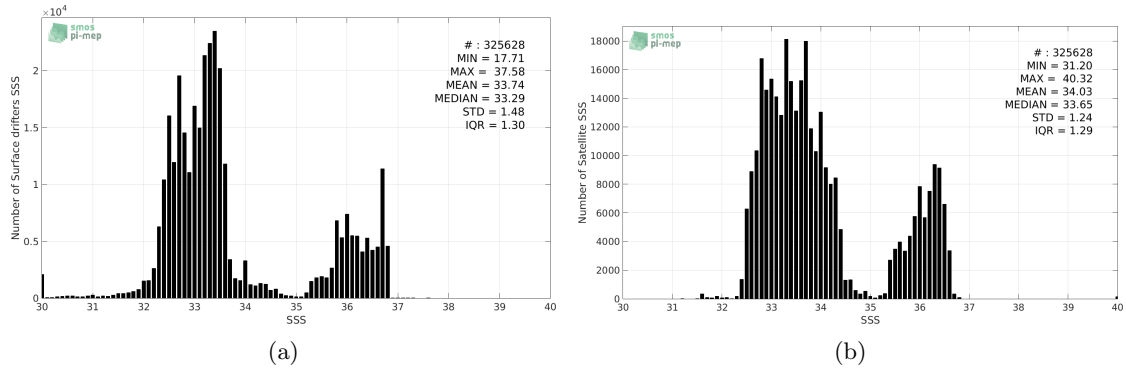 ×10⁴
smos
pi-mep
# : 325628
MIN = 17.71
MAX = 37.58
MEAN = 33.74
MEDIAN = 33.29
STD = 1.48
IQR = 1.30
Number of Surface drifters SSS
2
1.5
1
0.5
0
30 31 32 33 34 35 36 37 38 39 40
SSS
(a)
smos
pi-mep
# : 325628
MIN = 31.20
MAX = 40.32
MEAN = 34.03
MEDIAN = 33.65
STD = 1.24
IQR = 1.29
Number of Satellite SSS
18000
16000
14000
12000
10000
8000
6000
4000
2000
0
30 31 32 33 34 35 36 37 38 39 40
SSS
(b)